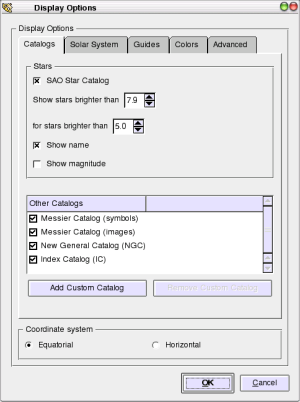 Display Options
Display Options
Catalogs Solar System Guides Colors Advanced
Stars
SAO Star Catalog
Show stars brighter than 7.9
for stars brighter than 5.0
Show name
Show magnitude
Other Catalogs
Messier Catalog (symbols)
Messier Catalog (images)
New General Catalog (NGC)
Index Catalog (IC)
Add Custom Catalog Remove Custom Catalog
Coordinate system
Equatorial Horizontal
OK Cancel